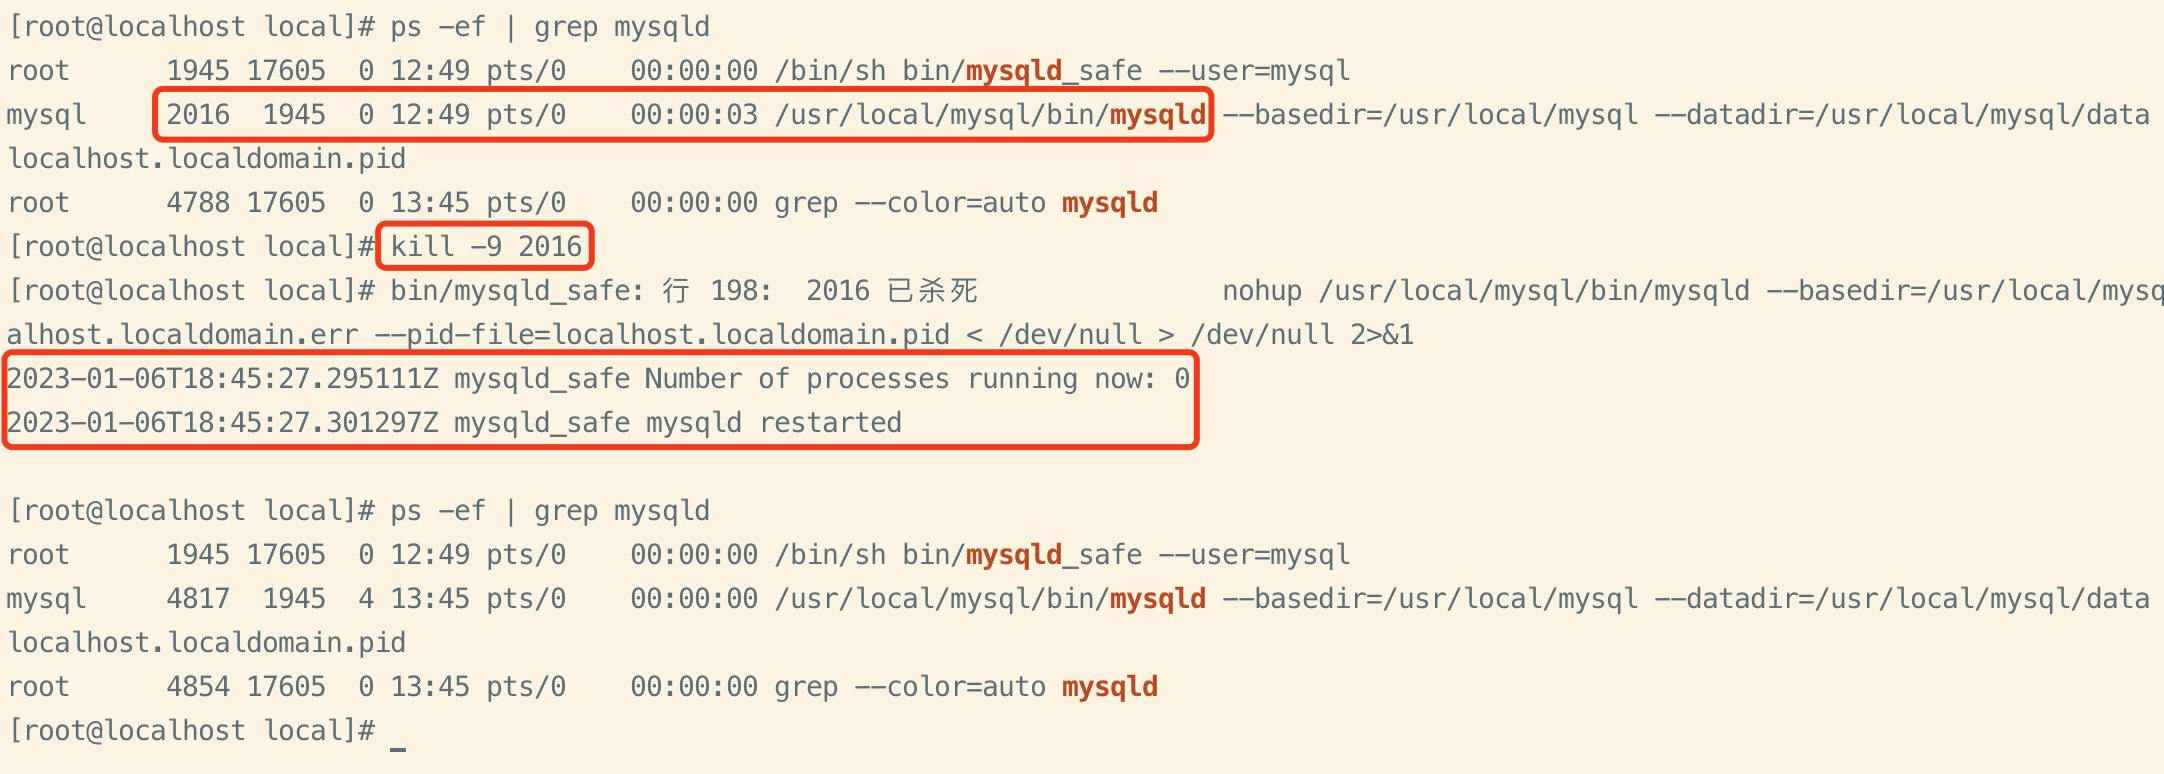 [root@localhost local]# ps -ef | grep mysqld
root      1945 17605  0 12:49 pts/0    00:00:00 /bin/sh bin/mysqld_safe --user=mysql
mysql     2016  1945  0 12:49 pts/0    00:00:03 /usr/local/mysql/bin/mysqld --basedir=/usr/local/mysql --datadir=/usr/local/mysql/data
localhost.localdomain.pid
root      4788 17605  0 13:45 pts/0    00:00:00 grep --color=auto mysqld
[root@localhost local]# kill -9 2016
[root@localhost local]# bin/mysqld_safe: 行 198:  2016 已杀死               nohup /usr/local/mysql/bin/mysqld --basedir=/usr/local/mysq
alhost.localdomain.err --pid-file=localhost.localdomain.pid < /dev/null > /dev/null 2>&1
2023-01-06T18:45:27.295111Z mysqld_safe Number of processes running now: 0
2023-01-06T18:45:27.301297Z mysqld_safe mysqld restarted
[root@localhost local]# ps -ef | grep mysqld
root      1945 17605  0 12:49 pts/0    00:00:00 /bin/sh bin/mysqld_safe --user=mysql
mysql     4817  1945  4 13:45 pts/0    00:00:00 /usr/local/mysql/bin/mysqld --basedir=/usr/local/mysql --datadir=/usr/local/mysql/data
localhost.localdomain.pid
root      4854 17605  0 13:45 pts/0    00:00:00 grep --color=auto mysqld
[root@localhost local]# _